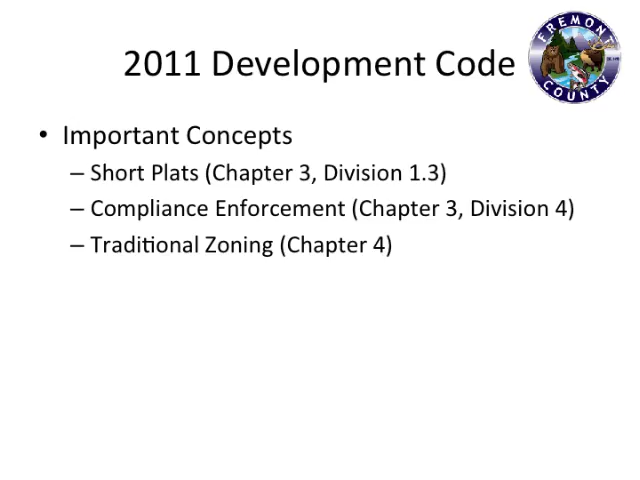 FREMONT
COUNTY
2011 Development Code
• Important Concepts
– Short Plats (Chapter 3, Division 1.3)
– Compliance Enforcement (Chapter 3, Division 4)
– Traditional Zoning (Chapter 4)